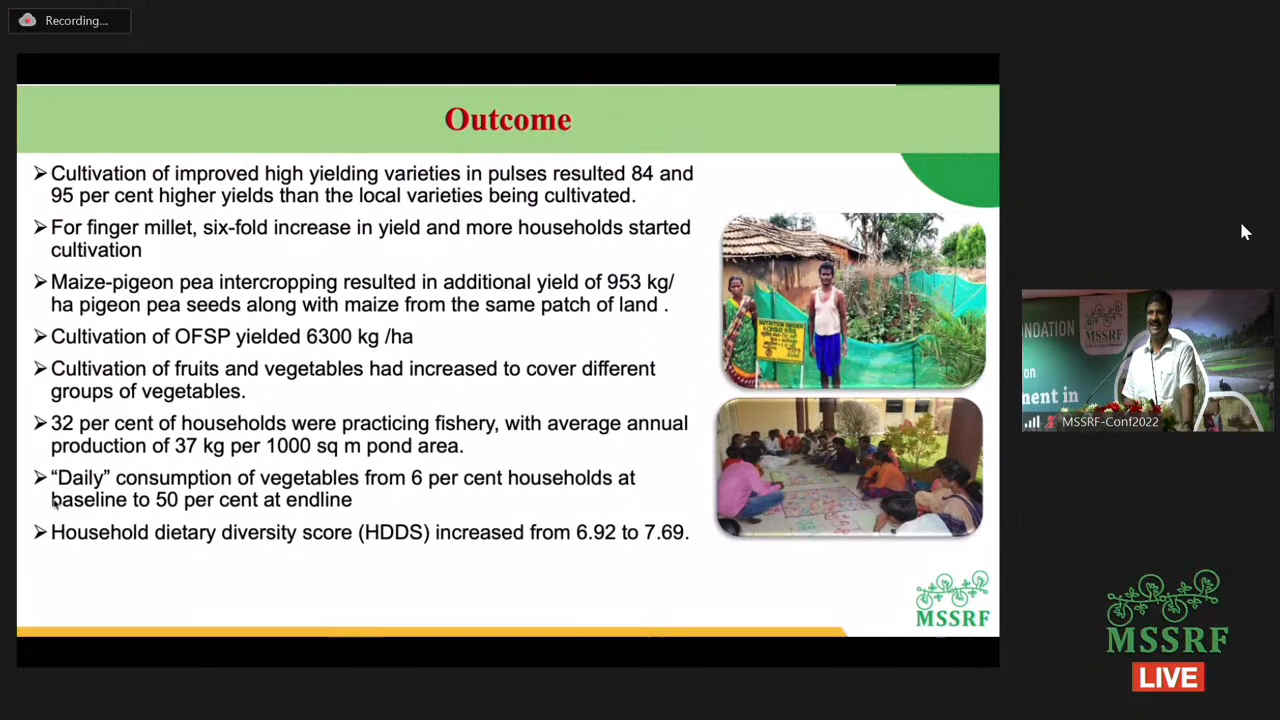 Recording...
Outcome
➢Cultivation of improved high yielding varieties in pulses resulted 84 and
95 per cent higher yields than the local varieties being cultivated.
➢For finger millet, six-fold increase in yield and more households started
cultivation
➢Maize-pigeon pea intercropping resulted in additional yield of 953 kg/
ha pigeon pea seeds along with maize from the same patch of land .
➢Cultivation of OFSP yielded 6300 kg /ha
➢Cultivation of fruits and vegetables had increased to cover different
groups of vegetables.
➢32 per cent of households were practicing fishery, with average annual
production of 37 kg per 1000 sq m pond area.
➢“Daily” consumption of vegetables from 6 per cent households at
baseline to 50 per cent at endline
➢Household dietary diversity score (HDDS) increased from 6.92 to 7.69.
NUTRITION GARDEN
MSSRF
NDATION
MSSRF
on
ment in
MSSRF-Conf2022
MSSRF
LIVE